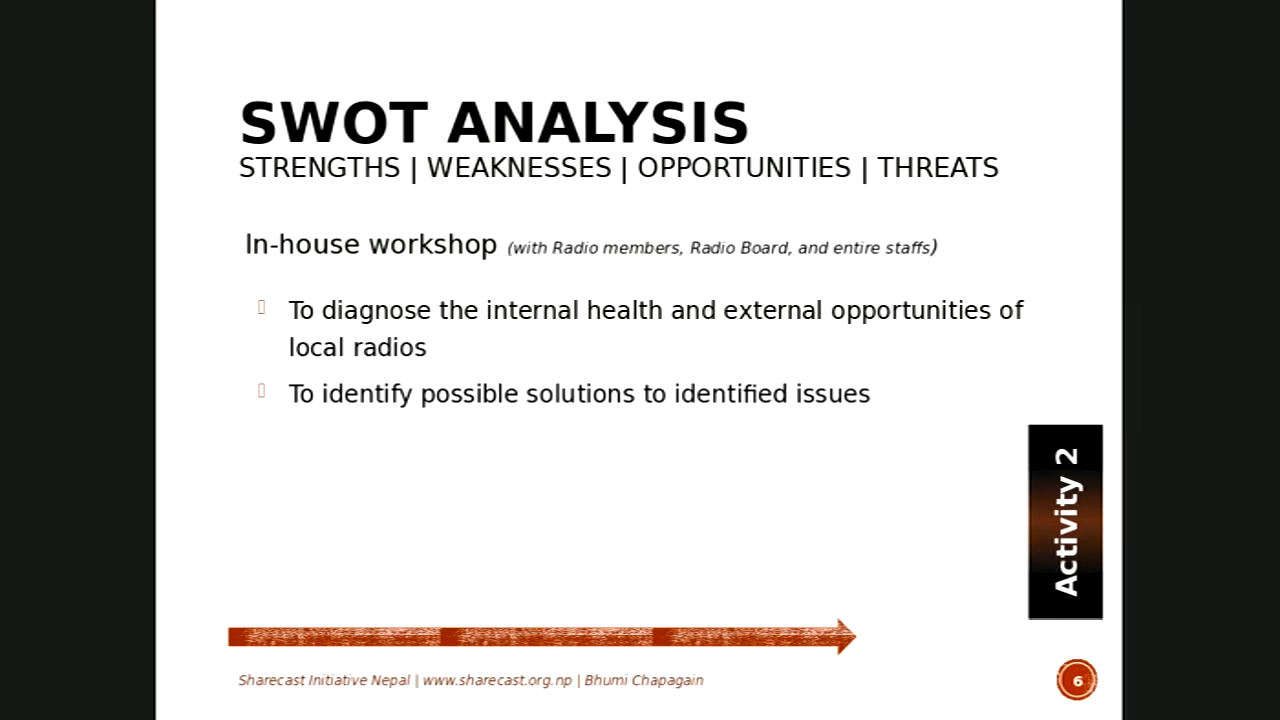 SWOT ANALYSIS
STRENGTHS | WEAKNESSES | OPPORTUNITIES | THREATS
In-house workshop (with Radio members, Radio Board, and entire staffs)
To diagnose the internal health and external opportunities of
local radios
To identify possible solutions to identified issues
Activity 2
Sharecast Initiative Nepal | www.sharecast.org.np | Bhumi Chapagain
6